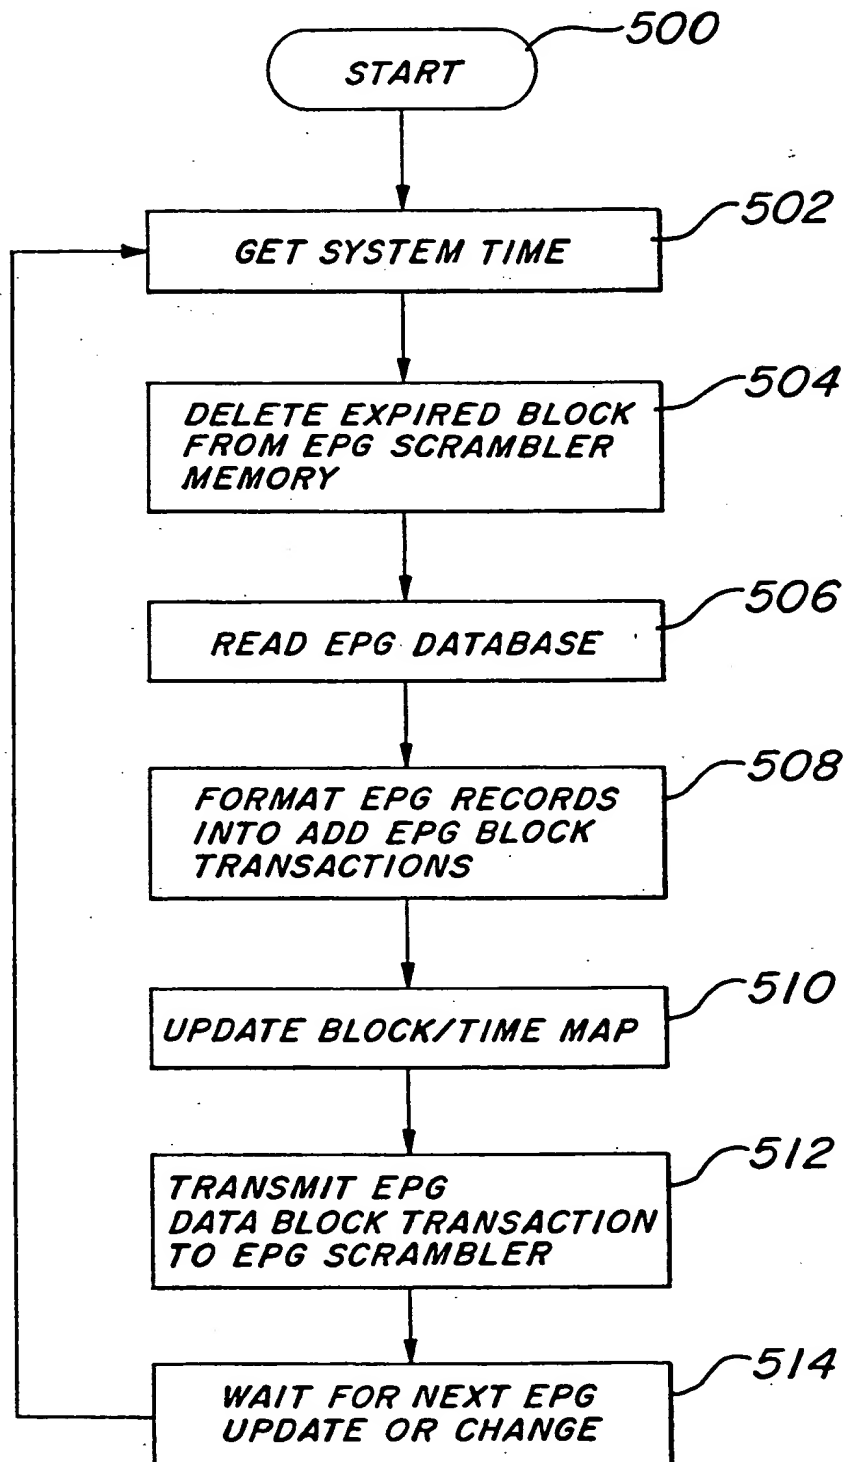 500
START
502
GET SYSTEM TIME
504
DELETE EXPIRED BLOCK
FROM EPG SCRAMBLER
MEMORY
506
READ EPG DATABASE
508
FORMAT EPG RECORDS
INTO ADD EPG BLOCK
TRANSACTIONS
510
UPDATE BLOCK/TIME MAP
512
TRANSMIT EPG
DATA BLOCK TRANSACTION
TO EPG SCRAMBLER
514
WAIT FOR NEXT EPG
UPDATE OR CHANGE